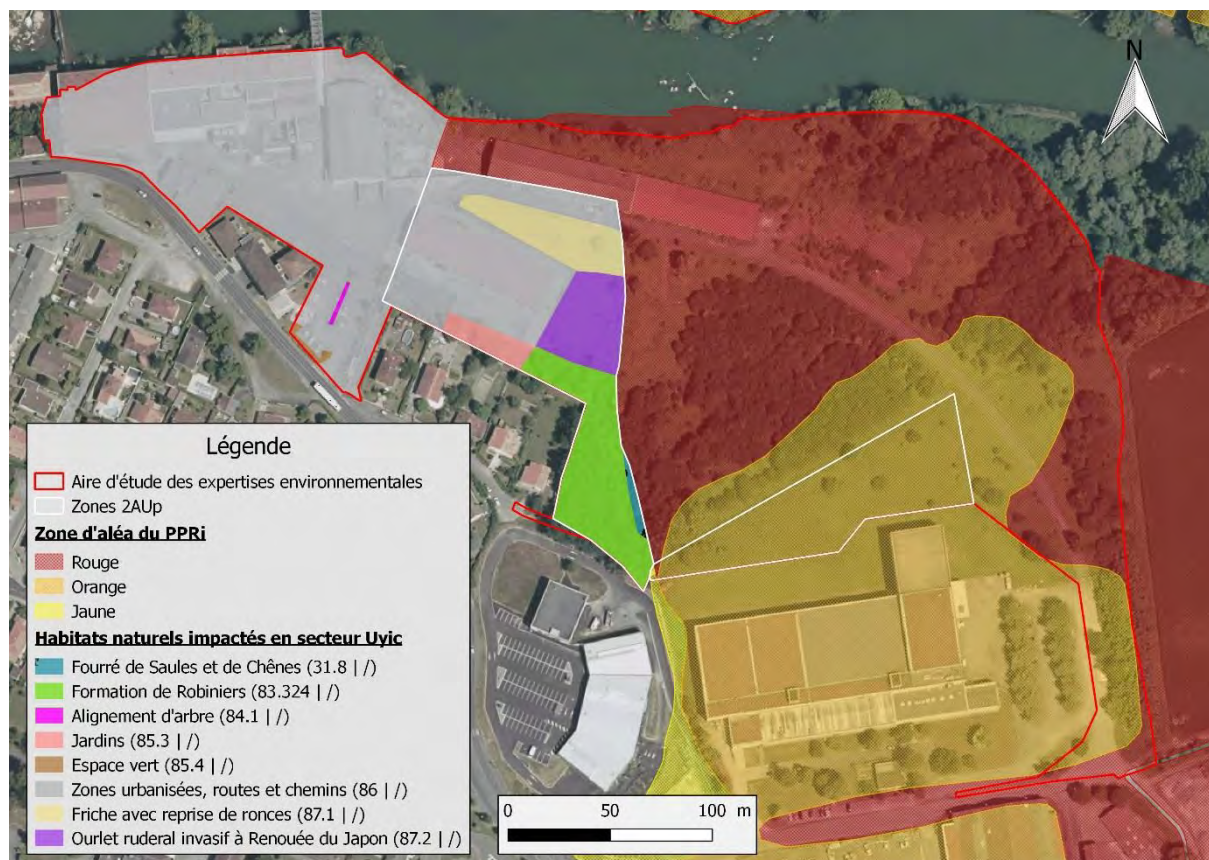 N
Légende
Aire d'étude des expertises environnementales
Zones 2AUp
Zone d'aléa du PPRi
Rouge
Orange
Jaune
Habitats naturels impactés en secteur Uyic
Fourré de Saules et de Chênes (31.8 | /)
Formation de Robiniers (83.324 | /)
Alignement d'arbre (84.1 | /)
Jardins (85.3 | /)
Espace vert (85.4 | /)
Zones urbanisées, routes et chemins (86 | /)
Friche avec reprise de ronces (87.1 | /)
Ourlet ruderal invasif à Renouée du Japon (87.2 | /)
0 50 100 m